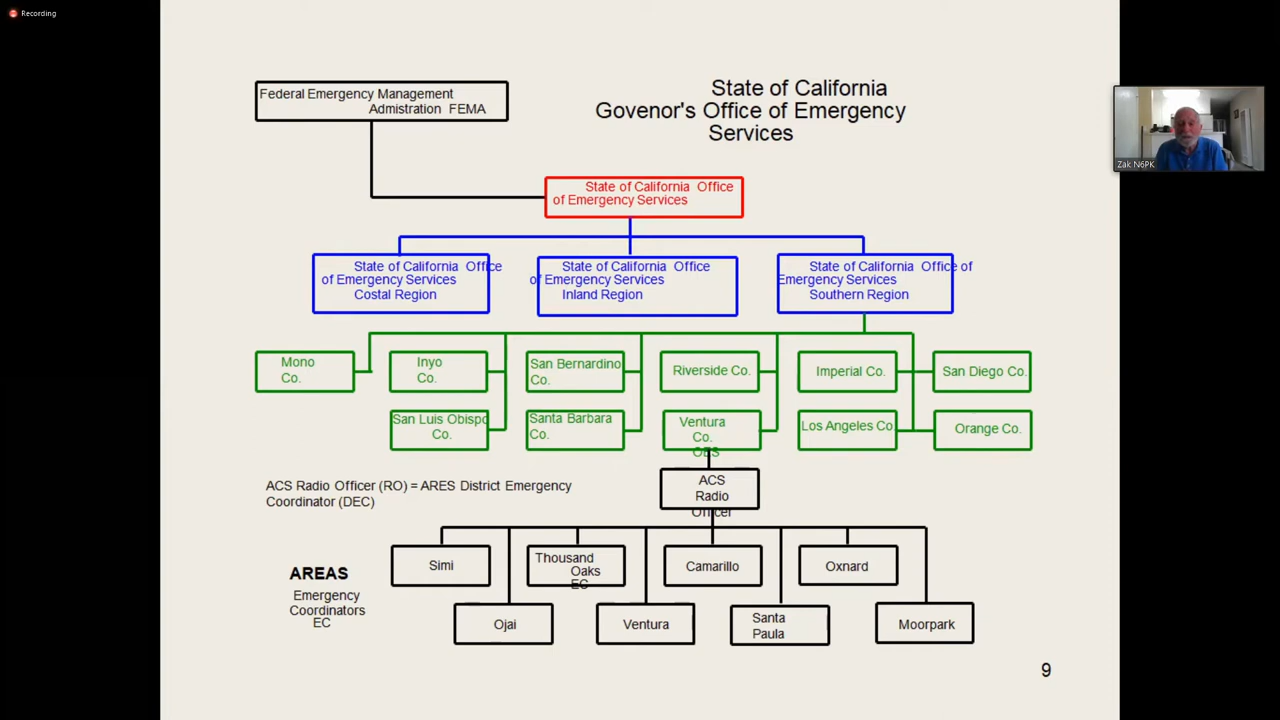 Recording
State of California
Govenor's Office of Emergency
Services
Federal Emergency Management
Admistration FEMA
Zak N6PK
State of California Office
of Emergency Services
State of California Office
of Emergency Services
Costal Region
State of California Office
of Emergency Services
Inland Region
State of California Office of
Emergency Services
Southern Region
Mono
Co.
Inyo
Co.
San Bernardino
Co.
Riverside Co.
Imperial Co.
San Diego Co.
San Luis Obispo
Co.
Santa Barbara
Co.
Ventura
Co.
OES
Los Angeles Co.
Orange Co.
ACS Radio Officer (RO) = ARES District Emergency
Coordinator (DEC)
ACS
Radio
Officer
AREAS
Emergency
Coordinators
EC
Simi
Thousand
Oaks
EC
Camarillo
Oxnard
Ojai
Ventura
Santa
Paula
Moorpark
9